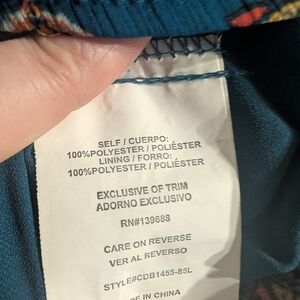 SELF / CUERPO:
100%POLYESTER / POLIÉSTER
LINING / FORRO:
100%POLYESTER / POLIÉSTER
EXCLUSIVE OF TRIM
ADORNO EXCLUSIVO
RN#139688
CARE ON REVERSE
VER AL REVERSO
STYLE#CDB1455-85L
IN CHINA